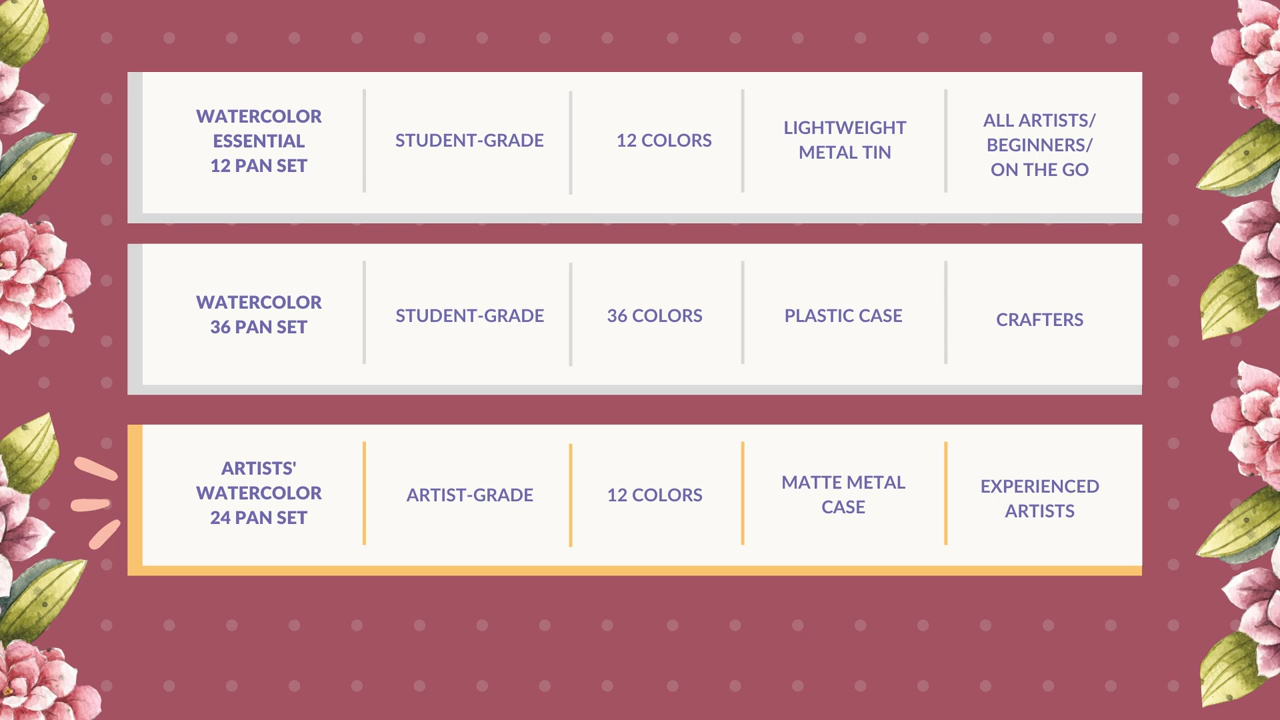 WATERCOLOR
ESSENTIAL
12 PAN SET
STUDENT-GRADE
12 COLORS
LIGHTWEIGHT
METAL TIN
ALL ARTISTS/
BEGINNERS/
ON THE GO
WATERCOLOR
36 PAN SET
STUDENT-GRADE
36 COLORS
PLASTIC CASE
CRAFTERS
ARTISTS'
WATERCOLOR
24 PAN SET
ARTIST-GRADE
12 COLORS
MATTE METAL
CASE
EXPERIENCED
ARTISTS